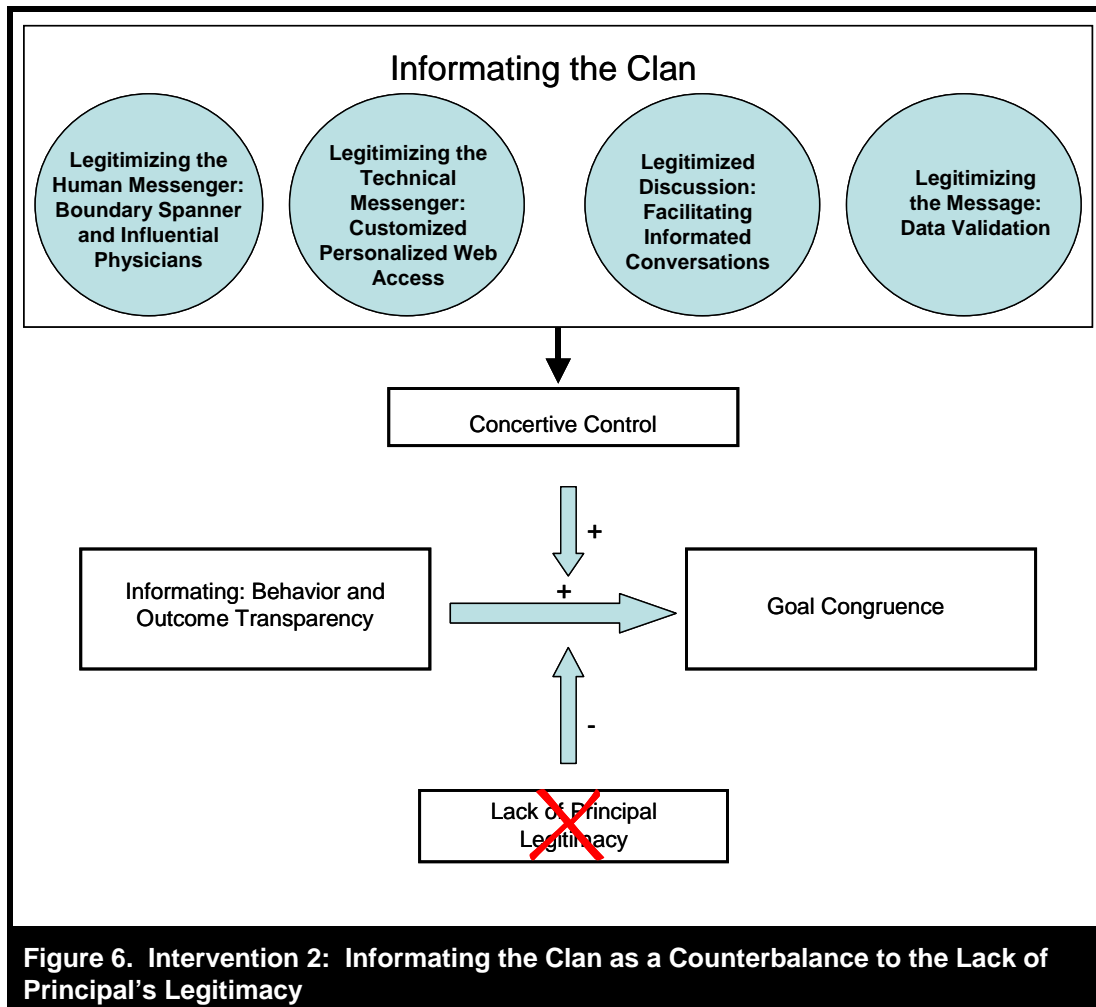 Informating the Clan
Legitimizing the
Human Messenger:
Boundary Spanner
and Influential
Physicians
Legitimizing the
Technical
Messenger:
Customized
Personalized Web
Access
Legitimized
Discussion:
Facilitating
Informated
Conversations
Legitimizing
the Message:
Data Validation
Concertive Control
+
+
Informating: Behavior and
Outcome Transparency
Goal Congruence
-
Lack of Principal
Legitimacy
Figure 6. Intervention 2: Informating the Clan as a Counterbalance to the Lack of
Principal's Legitimacy